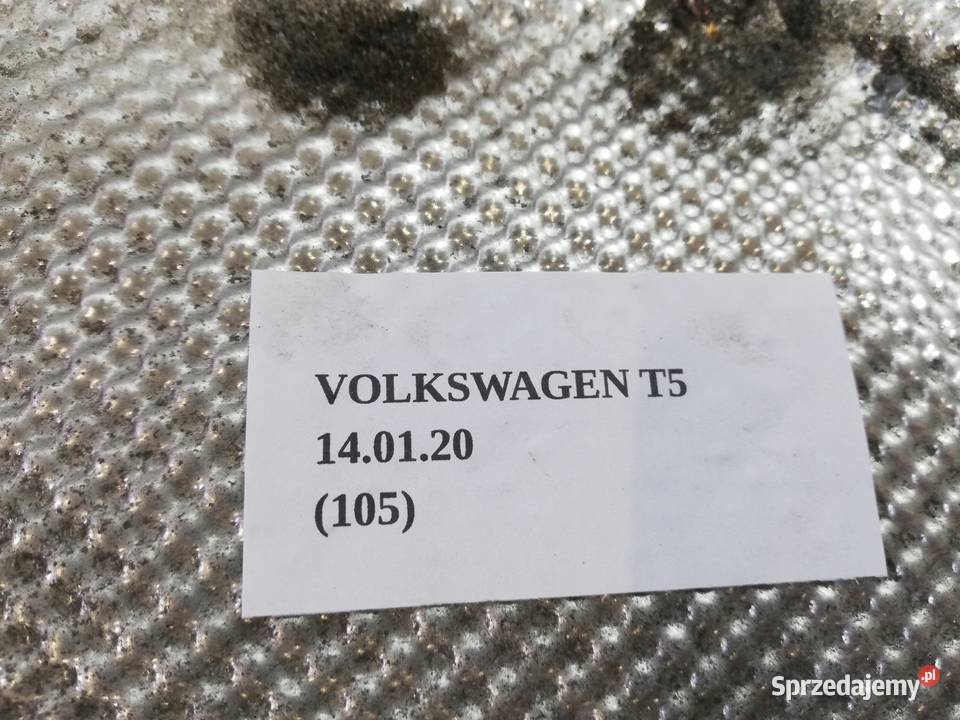 VOLKSWAGEN T5
14.01.20
(105)
Sprzedajemy.pl